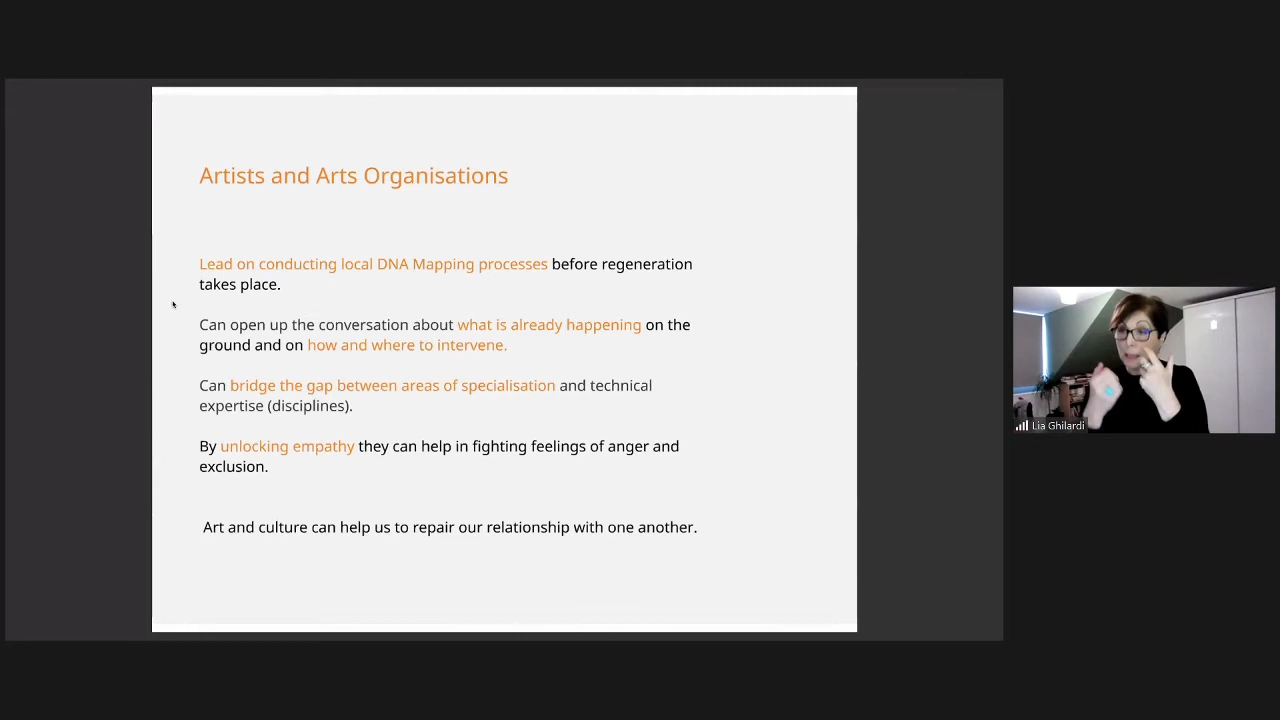 Artists and Arts Organisations
Lead on conducting local DNA Mapping processes before regeneration
takes place.
Can open up the conversation about what is already happening on the
ground and on how and where to intervene.
Can bridge the gap between areas of specialisation and technical
expertise (disciplines).
By unlocking empathy they can help in fighting feelings of anger and
exclusion.
Art and culture can help us to repair our relationship with one another.
Lia Ghilardi